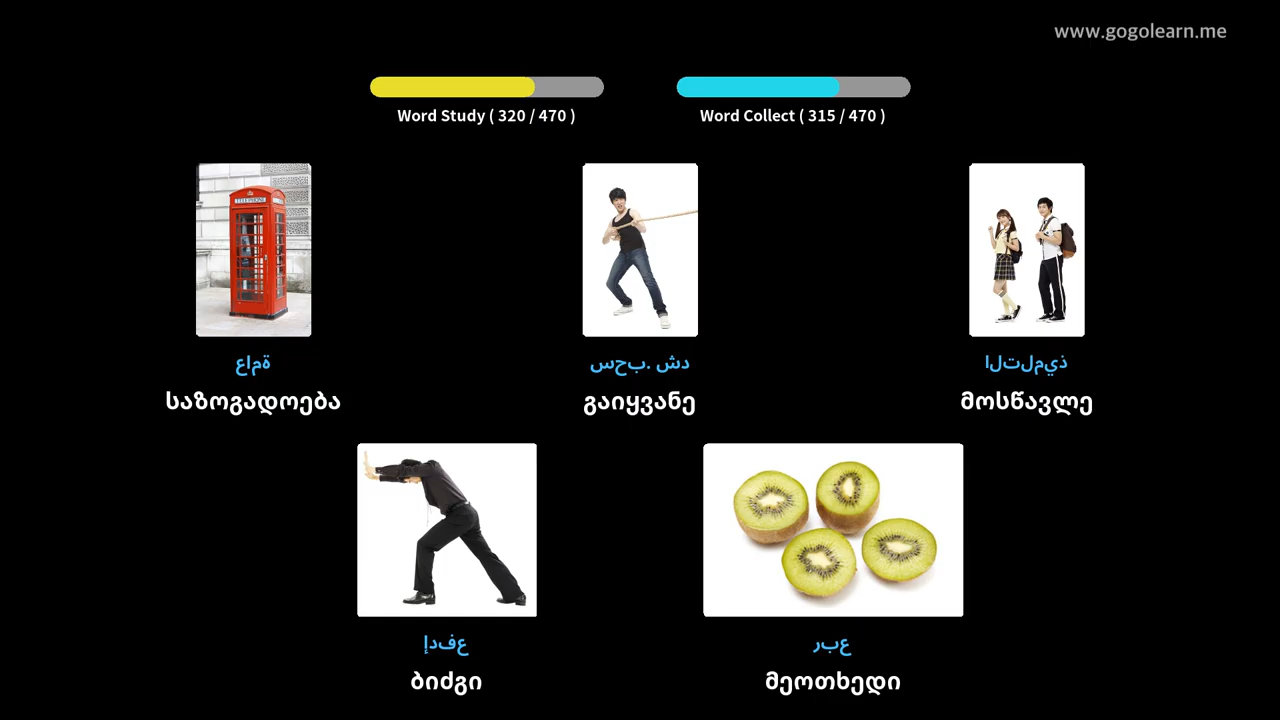 www.gogolearn.me
Word Study ( 320 / 470 )
Word Collect ( 315 / 470 )
TELEPHONE
عامة
سحب. شد
التلميذ
საზოგადოება
გაიყვანე
მოსწავლე
إدفع
ربع
ბიძგი
მეოთხედი